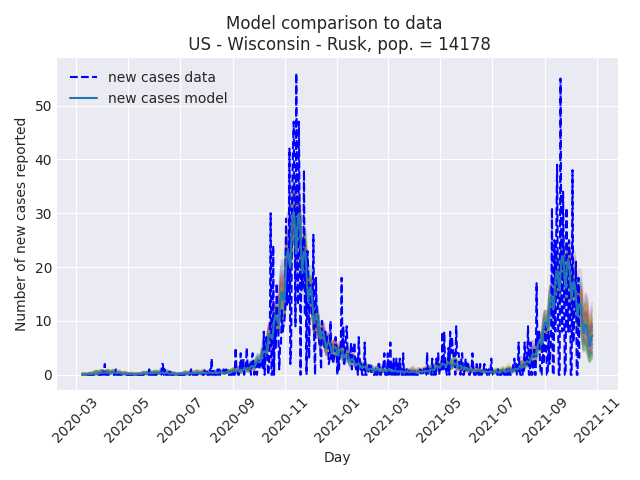 Model comparison to data
US - Wisconsin - Rusk, pop. = 14178
new cases data
new cases model
Number of new cases reported
50
40
30
20
10
0
2020-03
2020-05
2020-07
2020-09
2020-11
2021-01
2021-03
2021-05
2021-07
2021-09
2021-11
Day